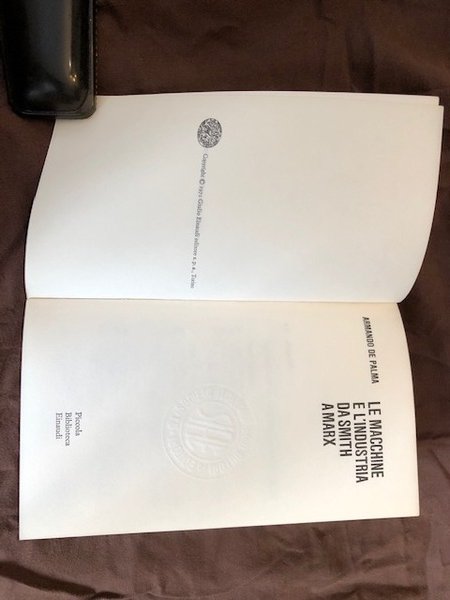 Copyright © 1971 Giulio Einaudi editore s. p. a., Torino
ARMANDO DE PALMA
LE MACCHINE
E L'INDUSTRIA
DA SMITH
A MARX
Piccola
Biblioteca
Einaudi